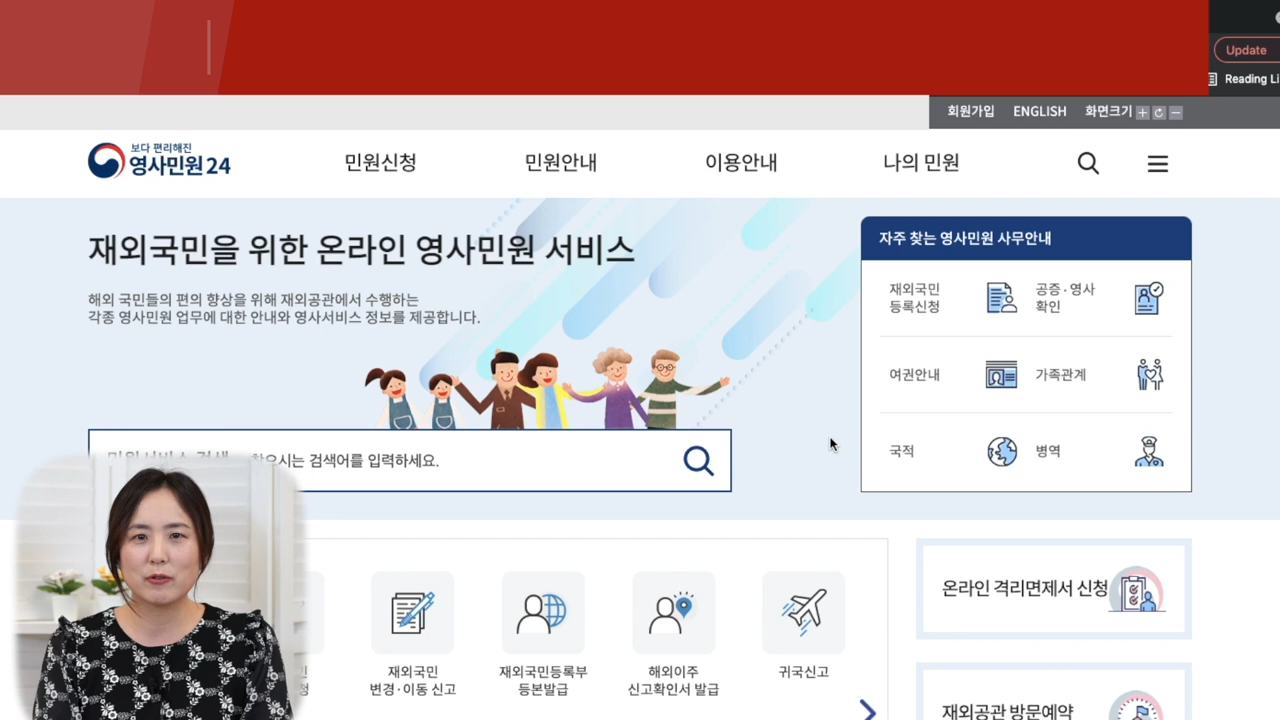 Update
Reading Li
회원가입 ENGLISH 화면크기
보다 편리해진
영사민원24
민원신청 민원안내 이용안내 나의 민원
재외국민을 위한 온라인 영사민원 서비스
해외 국민들의 편의 향상을 위해 재외공관에서 수행하는
각종 영사민원 업무에 대한 안내와 영사서비스 정보를 제공합니다.
자주 찾는 영사민원 사무안내
재외국민
등록신청
공증·영사
확인
여권안내
가족관계
국적
병역
찾으시는 검색어를 입력하세요.
재외국민
변경·이동 신고
재외국민등록부
등본발급
해외이주
신고확인서 발급
귀국신고
온라인 격리면제서 신청
재외공관 방문예약